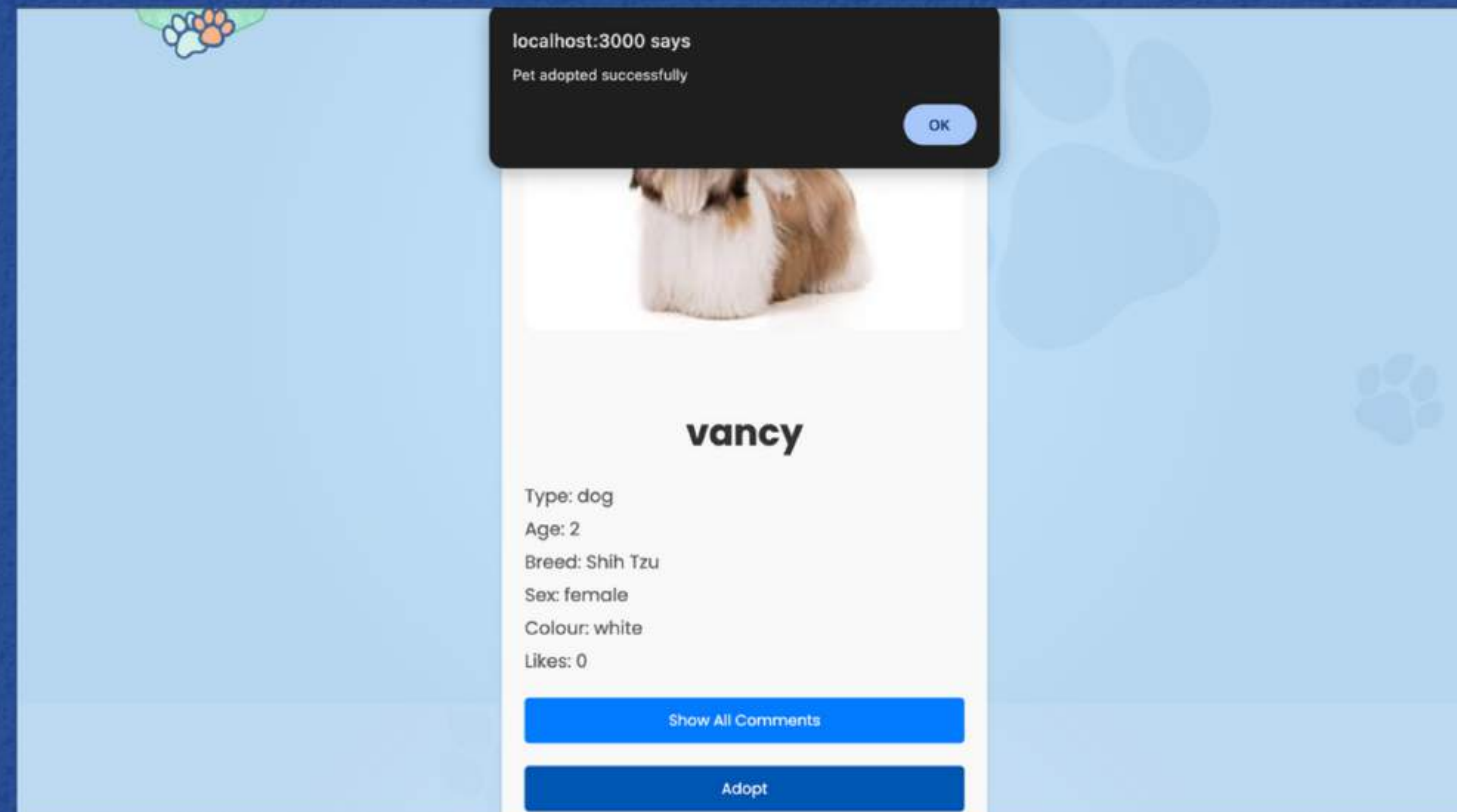 localhost:3000 says
Pet adopted successfully
OK
vancy
Type: dog
Age: 2
Breed: Shih Tzu
Sex: female
Colour: white
Likes: 0
Show All Comments
Adopt